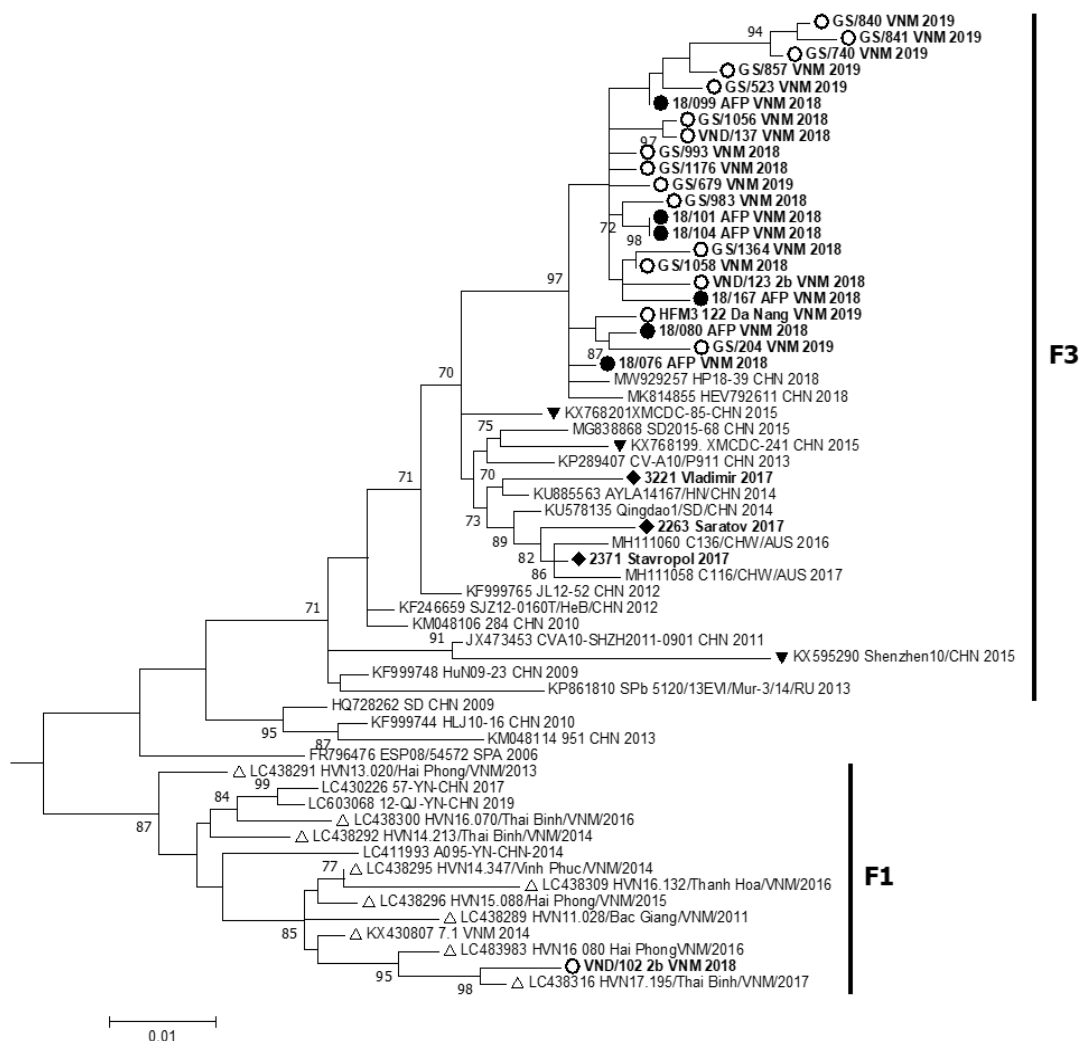 GS/840 VNM 2019
94
GS/841 VNM 2019
GS/740 VNM 2019
GS/857 VNM 2019
GS/523 VNM 2019
18/099 AFP VNM 2018
GS/1056 VNM 2018
VND/137 VNM 2018
97
GS/993 VNM 2018
GS/1176 VNM 2018
GS/679 VNM 2019
GS/983 VNM 2018
18/101 AFP VNM 2018
72
98
18/104 AFP VNM 2018
GS/1364 VNM 2018
GS/1058 VNM 2018
97
VND/123 2b VNM 2018
18/167 AFP VNM 2018
HFM3 122 Da Nang VNM 2019
18/080 AFP VNM 2018
GS/204 VNM 2019
F3
87
18/076 AFP VNM 2018
70
MW929257 HP18-39 CHN 2018
MK814855 HEV792611 CHN 2018
KX768201XMCDC-85-CHN 2015
75
MG838868 SD2015-68 CHN 2015
KX768199. XMCDC-241 CHN 2015
KP289407 CV-A10/P911 CHN 2013
71
70
3221 Vladimir 2017
KU885563 AYLA14167/HN/CHN 2014
KU578135 Qingdao1/SD/CHN 2014
73
2263 Saratov 2017
89
MH111060 C136/CHW/AUS 2016
82
2371 Stavropol 2017
86
MH111058 C116/CHW/AUS 2017
KF999765 JL12-52 CHN 2012
71
KF246659 SJZ12-0160T/HeB/CHN 2012
KM048106 284 CHN 2010
91
JX473453 CVA10-SHZH2011-0901 CHN 2011
KX595290 Shenzhen10/CHN 2015
KF999748 HuN09-23 CHN 2009
KP861810 SPb 5120/13EVI/Mur-3/14/RU 2013
HQ728262 SD CHN 2009
95
KF999744 HLJ10-16 CHN 2010
87
KM048114 951 CHN 2013
FR796476 ESP08/54572 SPA 2006
LC438291 HVN13.020/Hai Phong/VNM/2013
99
LC430226 57-YN-CHN 2017
84
LC603068 12-QJ-YN-CHN 2019
87
LC438300 HVN16.070/Thai Binh/VNM/2016
LC438292 HVN14.213/Thai Binh/VNM/2014
LC411993 A095-YN-CHN-2014
77
LC438295 HVN14.347/Vinh Phuc/VNM/2014
F1
LC438309 HVN16.132/Thanh Hoa/VNM/2016
LC438296 HVN15.088/Hai Phong/VNM/2015
LC438289 HVN11.028/Bac Giang/VNM/2011
85
KX430807 7.1 VNM 2014
LC483983 HVN16 080 Hai PhongVNM/2016
95
VND/102 2b VNM 2018
98
LC438316 HVN17.195/Thai Binh/VNM/2017
0.01